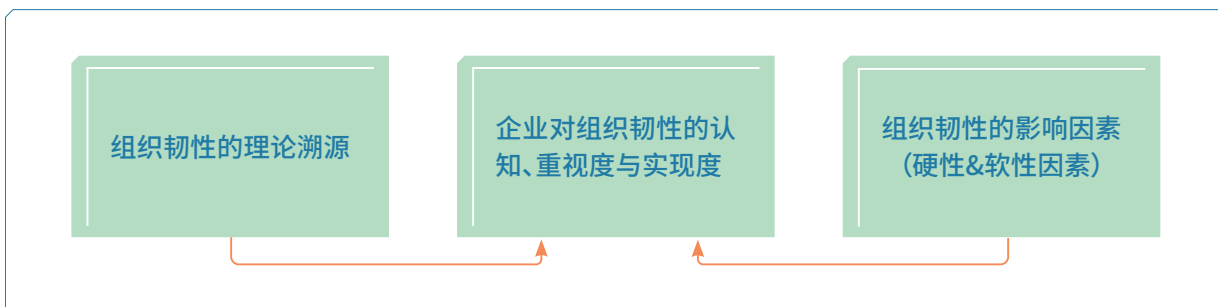 组织韧性的理论溯源
企业对组织韧性的认
知、重视度与实现度
组织韧性的影响因素
（硬性&软性因素）